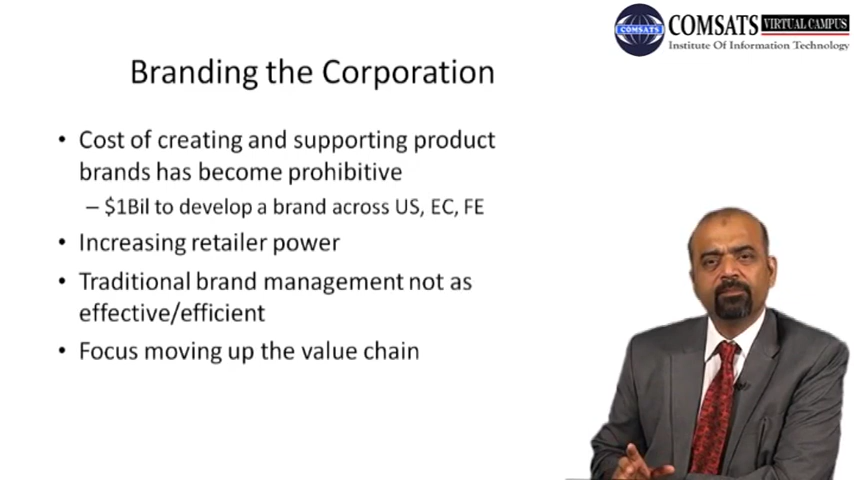 COMSATS
COMSATS VIRTUAL CAMPUS
Institute Of Information Technology
Branding the Corporation
• Cost of creating and supporting product
brands has become prohibitive
– $1Bil to develop a brand across US, EC, FE
• Increasing retailer power
• Traditional brand management not as
effective/efficient
• Focus moving up the value chain